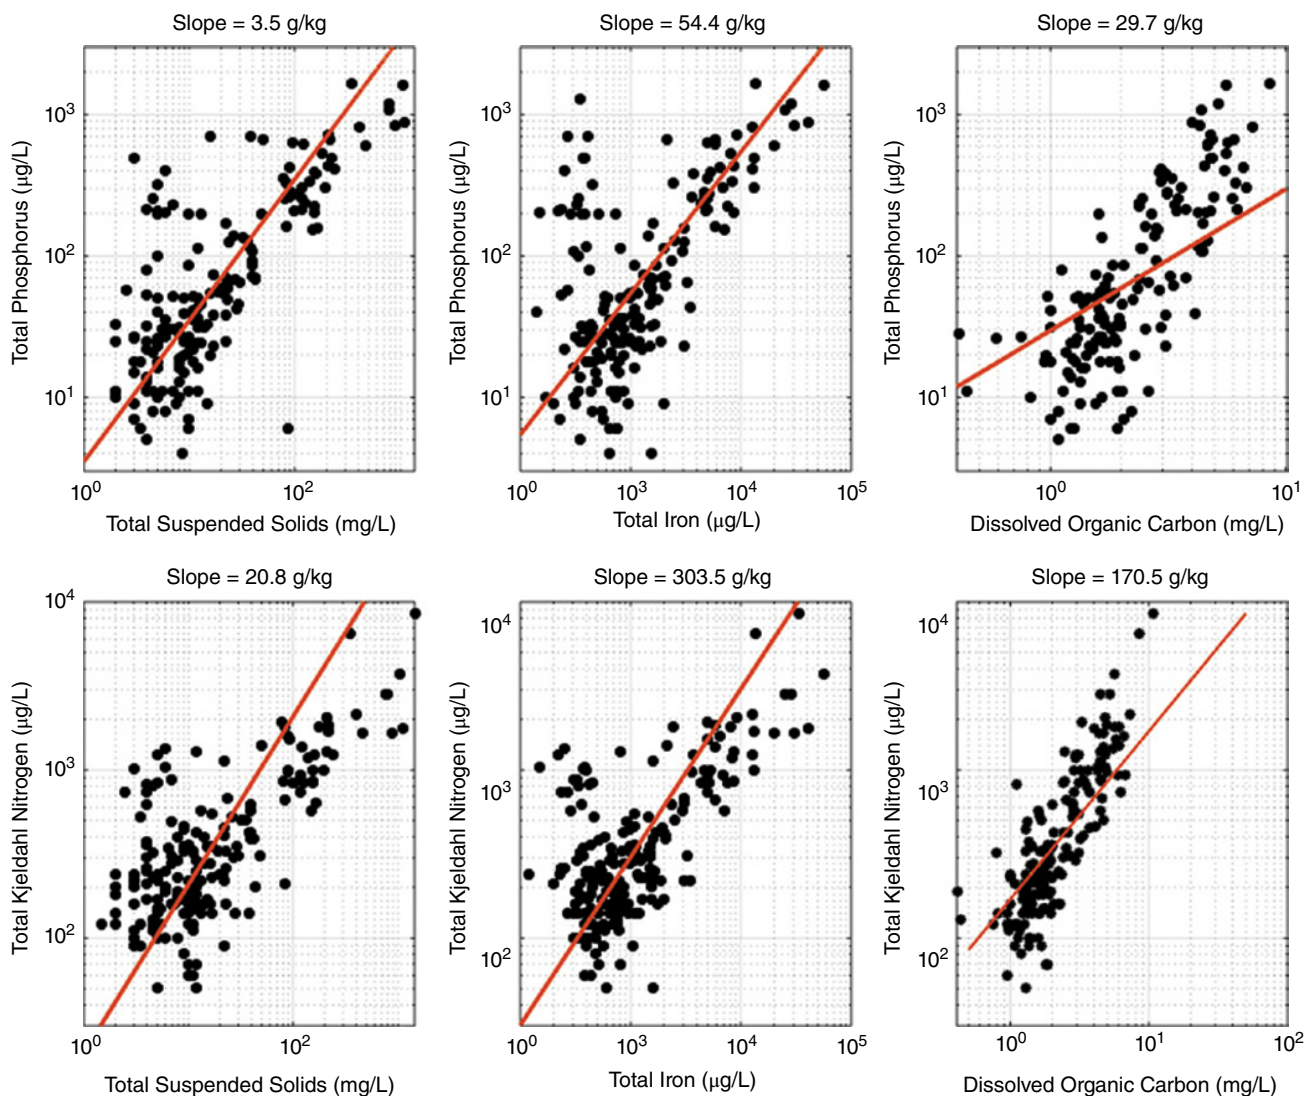 Slope = 3.5 g/kg
Total Phosphorus (µg/L)
10³
10²
10¹
10⁰ 10²
Total Suspended Solids (mg/L)
Slope = 54.4 g/kg
Total Phosphorus (µg/L)
10³
10²
10¹
10⁰ 10³ 10⁴ 10⁵
Total Iron (µg/L)
Slope = 29.7 g/kg
Total Phosphorus (µg/L)
10³
10²
10¹
10⁰ 10¹
Dissolved Organic Carbon (mg/L)
Slope = 20.8 g/kg
Total Kjeldahl Nitrogen (µg/L)
10⁴
10³
10²
10⁰ 10²
Total Suspended Solids (mg/L)
Slope = 303.5 g/kg
Total Kjeldahl Nitrogen (µg/L)
10⁴
10³
10²
10⁰ 10³ 10⁴ 10⁵
Total Iron (µg/L)
Slope = 170.5 g/kg
Total Kjeldahl Nitrogen (µg/L)
10⁴
10³
10²
10⁰ 10¹ 10²
Dissolved Organic Carbon (mg/L)